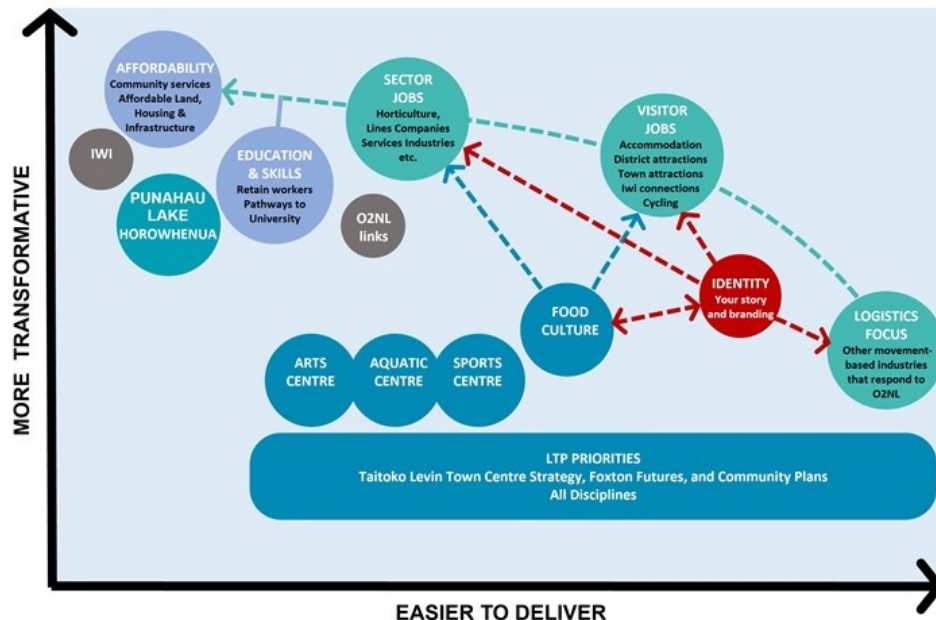 MORE TRANSFORMATIVE
AFFORDABILITY
Community services
Affordable Land,
Housing &
Infrastructure
IWI
PUNAHAU
LAKE
HOROWHENUA
EDUCATION
& SKILLS
Retain workers
Pathways to
University
SECTOR
JOBS
Horticulture,
Lines Companies
Services Industries
etc.
O2NL
links
VISITOR
JOBS
Accommodation
District attractions
Town attractions
Iwi connections
Cycling
FOOD
CULTURE
IDENTITY
Your story
and branding
LOGISTICS
FOCUS
Other movement-
based industries
that respond to
O2NL
ARTS
CENTRE
AQUATIC
CENTRE
SPORTS
CENTRE
LTP PRIORITIES
Taitoko Levin Town Centre Strategy, Foxton Futures, and Community Plans
All Disciplines
EASIER TO DELIVER